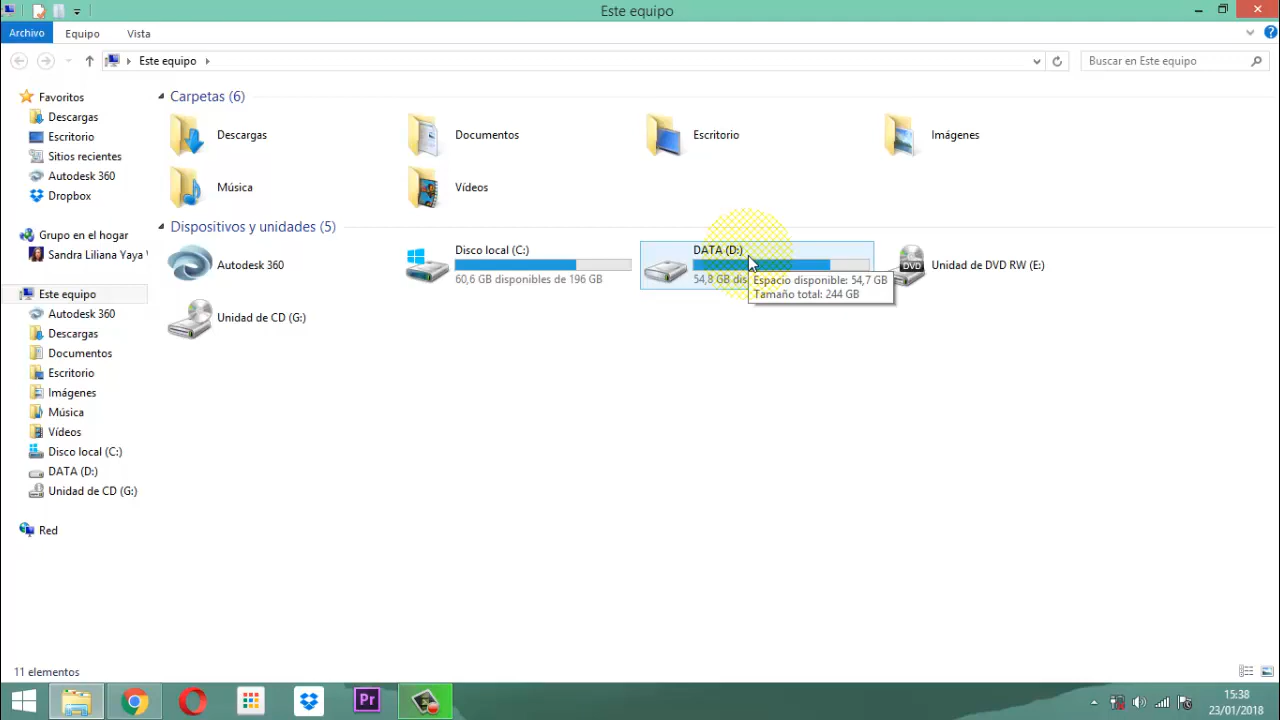 Este equipo
Archivo
Equipo
Vista
Este equipo
Buscar en Este equipo
Favoritos
Descargas
Escritorio
Sitios recientes
Autodesk 360
Dropbox
Grupo en el hogar
Sandra Liliana Yaya
Este equipo
Autodesk 360
Descargas
Documentos
Escritorio
Imágenes
Música
Vídeos
Disco local (C:)
DATA (D:)
Unidad de CD (G:)
Red
Carpetas (6)
Descargas
Documentos
Escritorio
Imágenes
Música
Vídeos
Dispositivos y unidades (5)
Autodesk 360
Disco local (C:)
60,6 GB disponibles de 196 GB
DATA (D:)
54,8 GB dis
Espacio disponible: 54,7 GB
Tamaño total: 244 GB
DVD
Unidad de DVD RW (E:)
Unidad de CD (G:)
11 elementos
Pr
15:38
23/01/2018